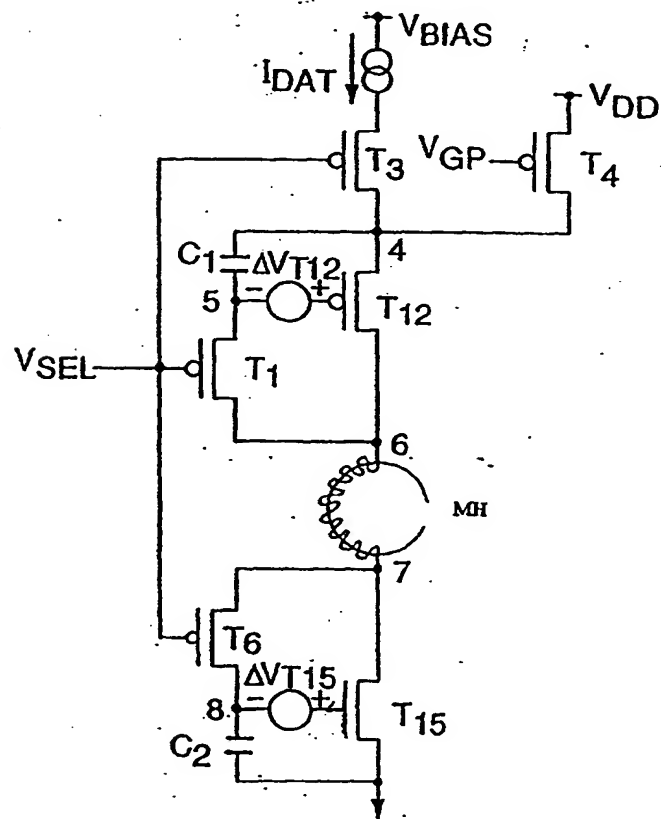 VBIAS
IDAT
VDD
T3
VGP
T4
4
C1
ΔVT12
5
- +
T12
VSEL
T1
6
MH
7
T6
ΔVT15
8
- +
T15
C2